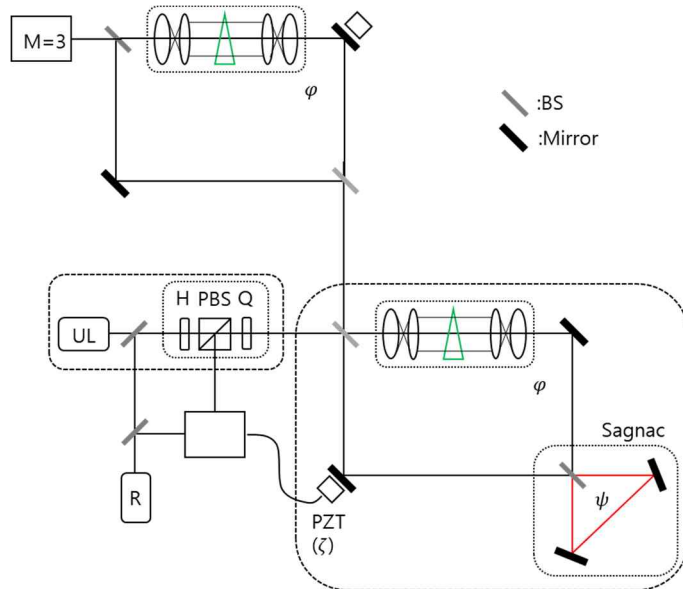 M=3
φ
:BS
:Mirror
H PBS Q
UL
φ
Sagnac
ψ
R
PZT
(ζ)